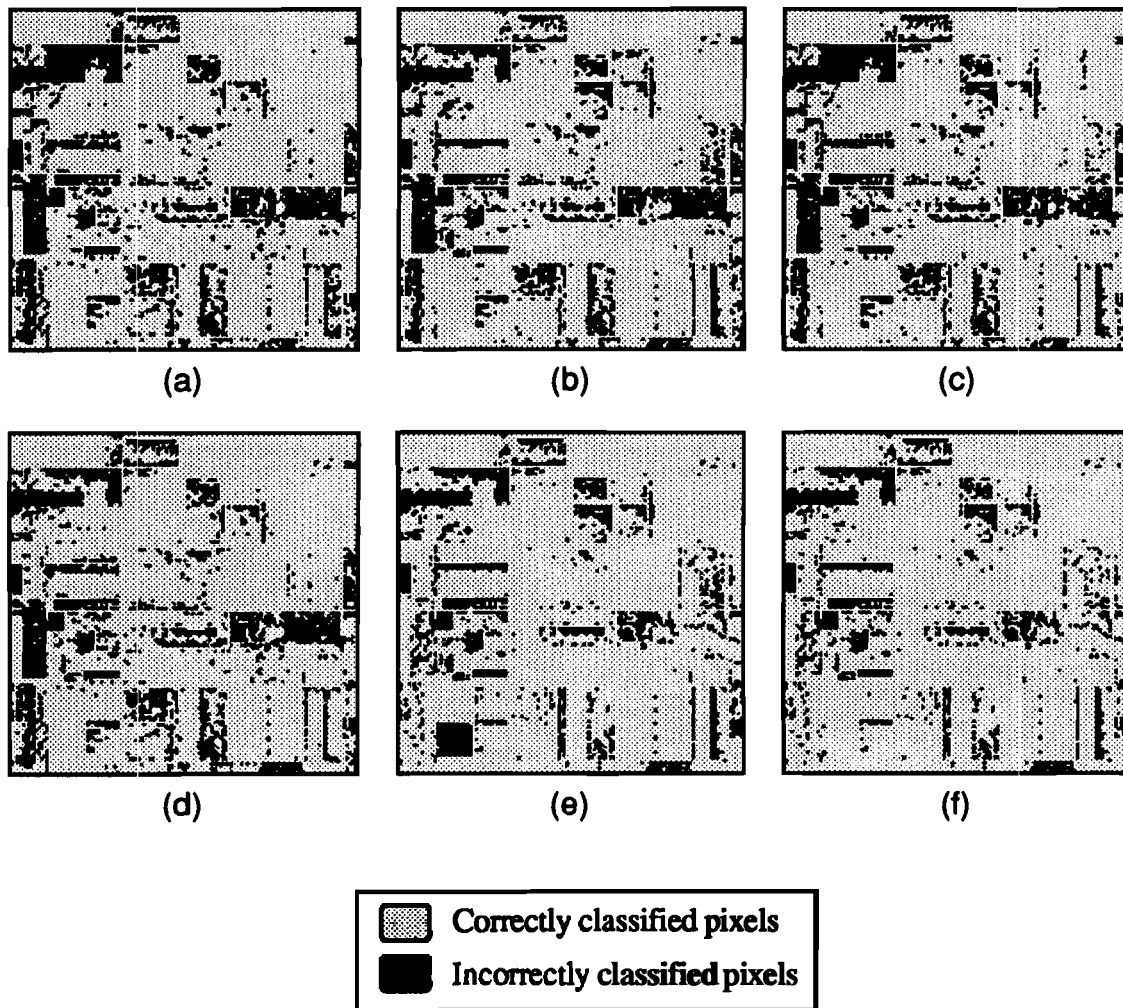 (a) (b) (c)
(d) (e) (f)
Correctly classified pixels
Incorrectly classified pixels